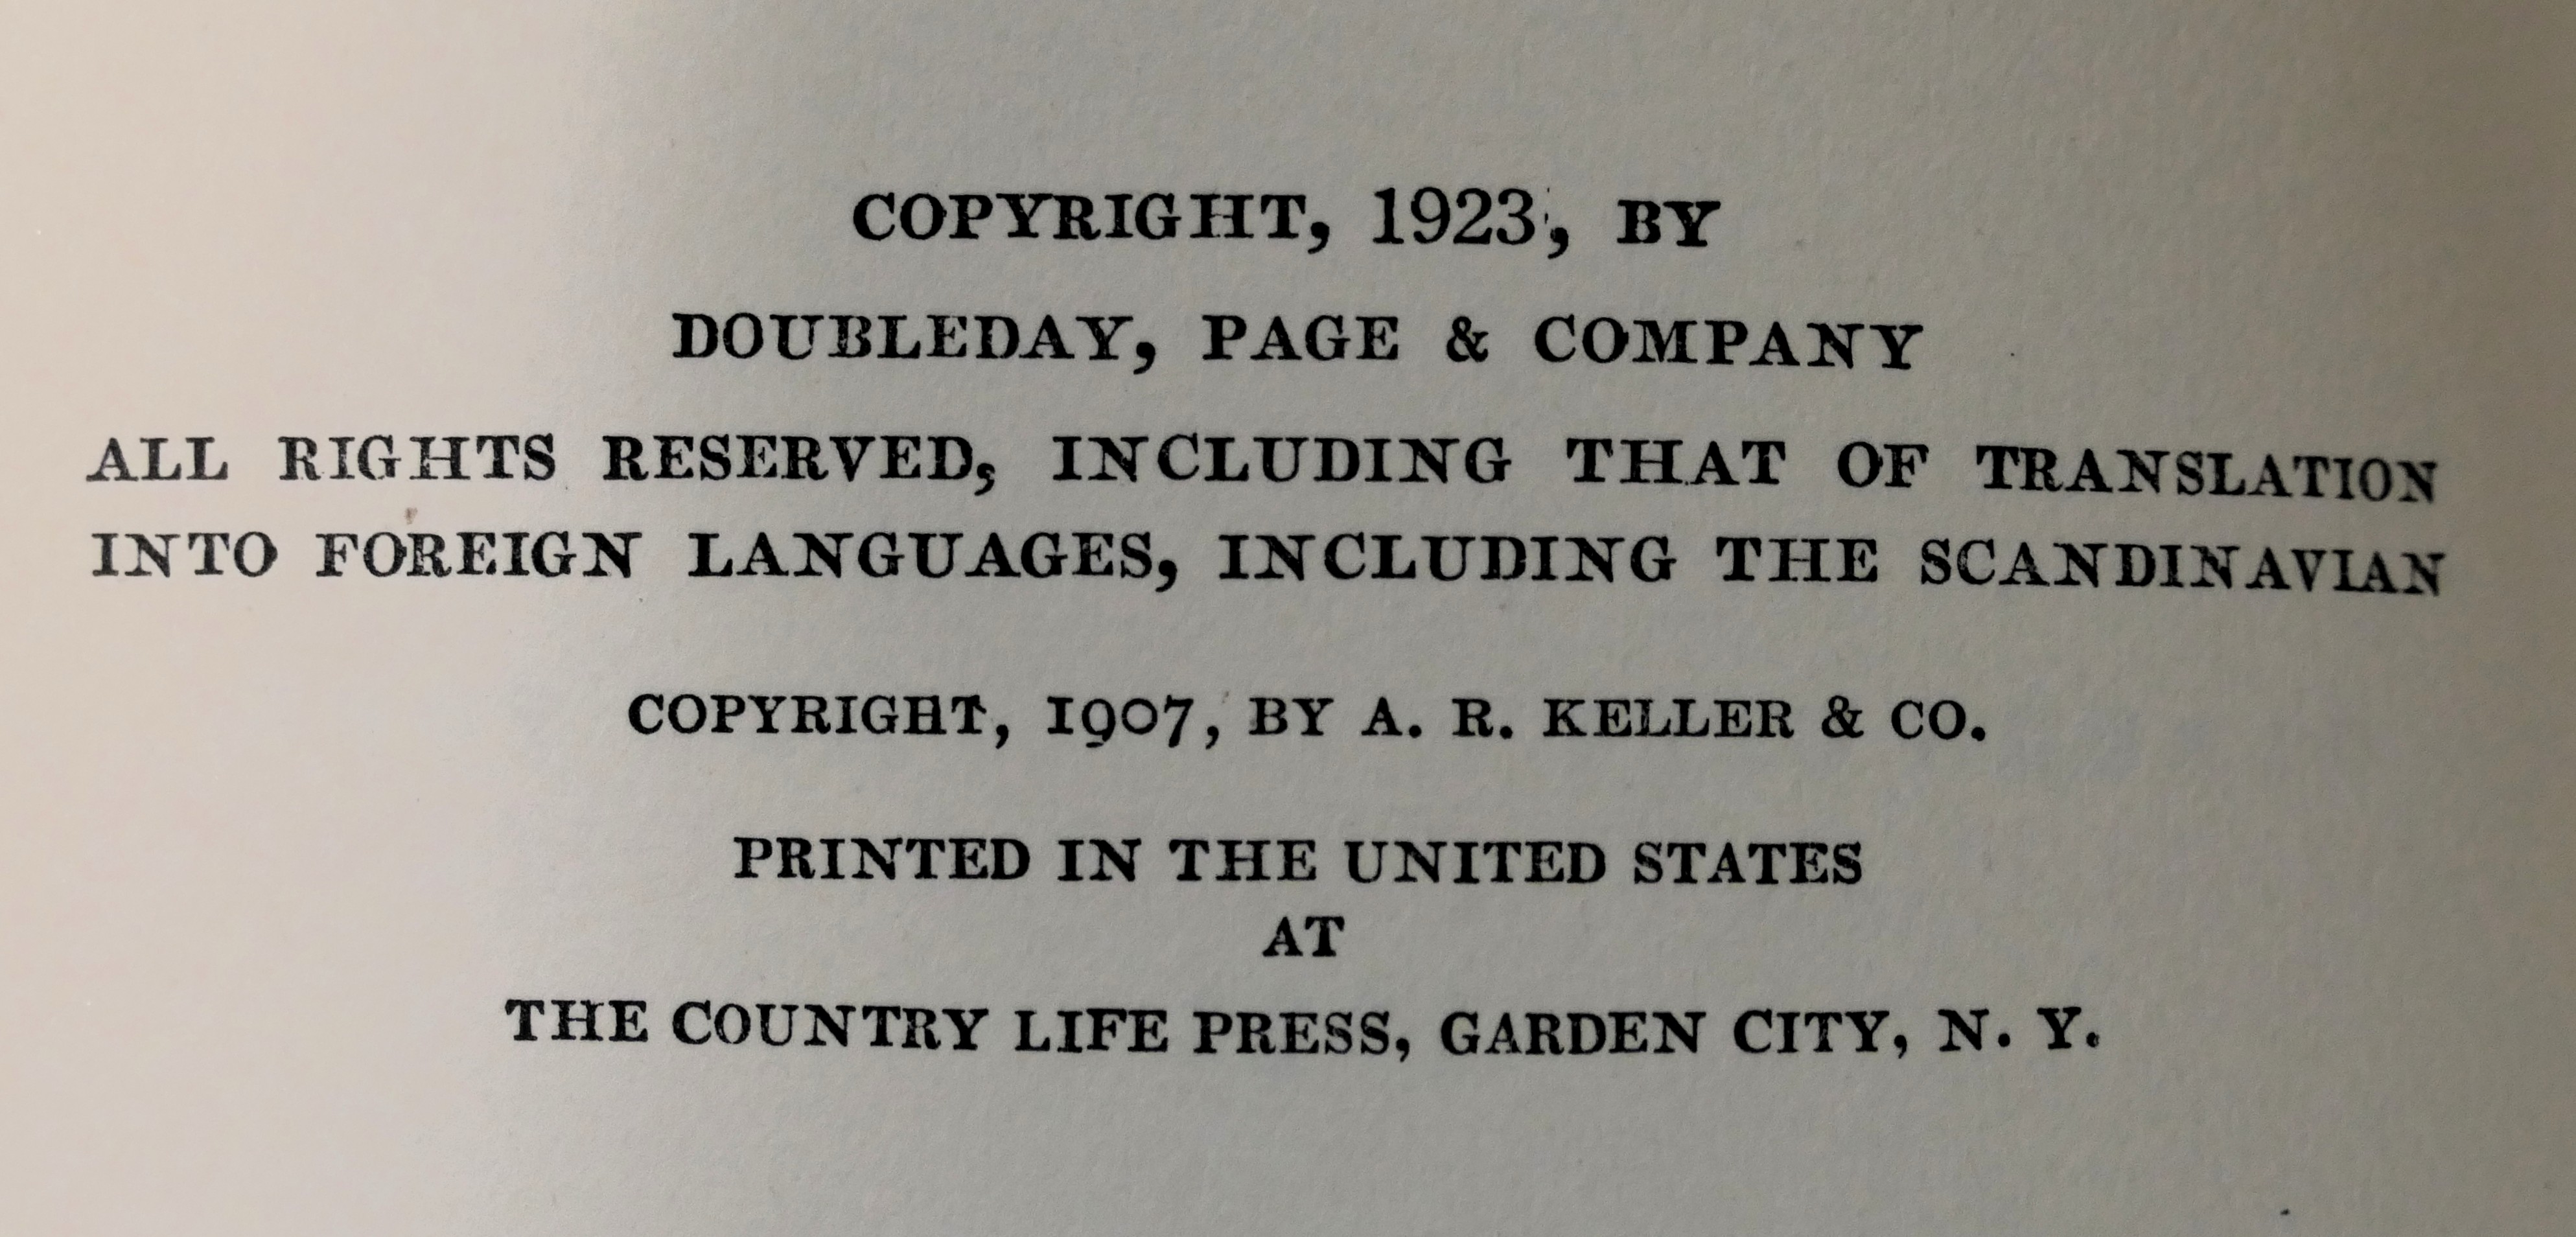 COPYRIGHT, 1923, BY
DOUBLEDAY, PAGE & COMPANY
ALL RIGHTS RESERVED, INCLUDING THAT OF TRANSLATION
INTO FOREIGN LANGUAGES, INCLUDING THE SCANDINAVIAN
COPYRIGHT, 1907, BY A. R. KELLER & CO.
PRINTED IN THE UNITED STATES
AT
THE COUNTRY LIFE PRESS, GARDEN CITY, N. Y.